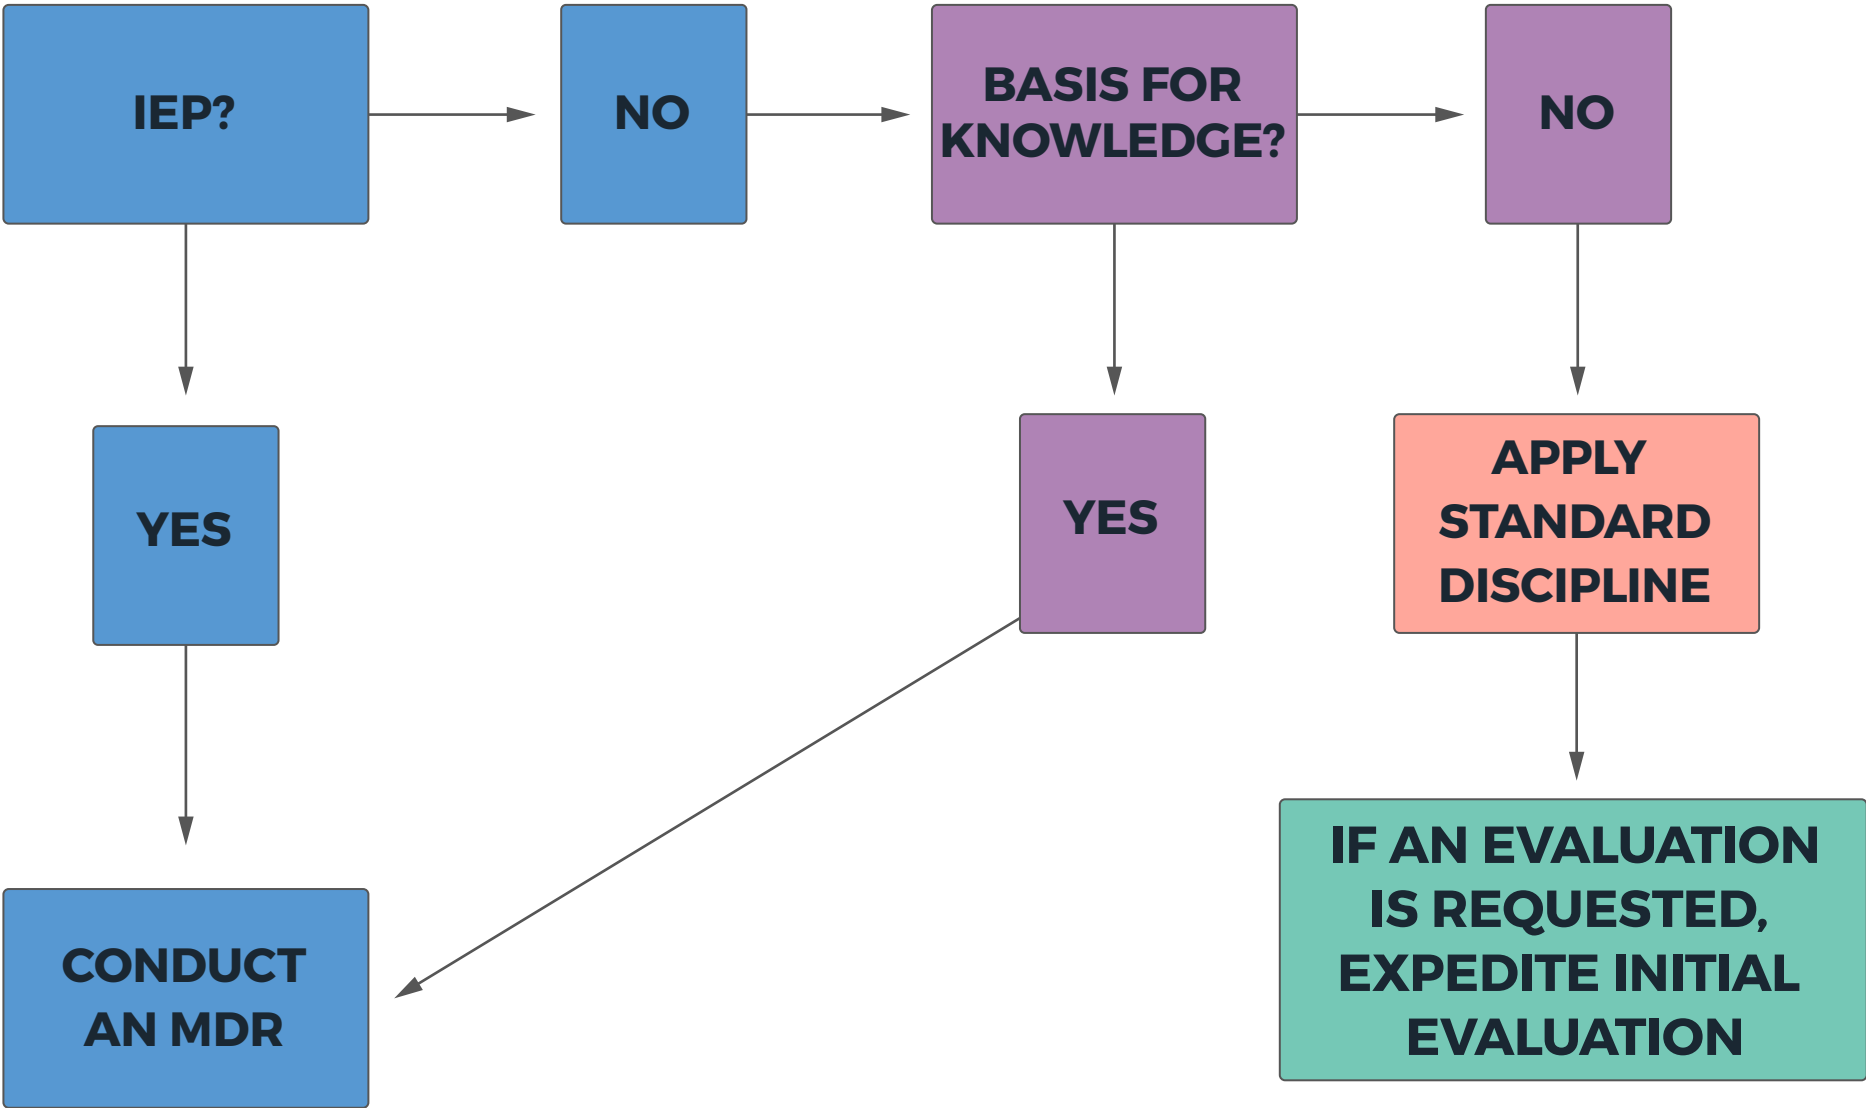 IEP?
NO
BASIS FOR
KNOWLEDGE?
NO
YES
YES
APPLY
STANDARD
DISCIPLINE
CONDUCT
AN MDR
IF AN EVALUATION
IS REQUESTED,
EXPEDITE INITIAL
EVALUATION